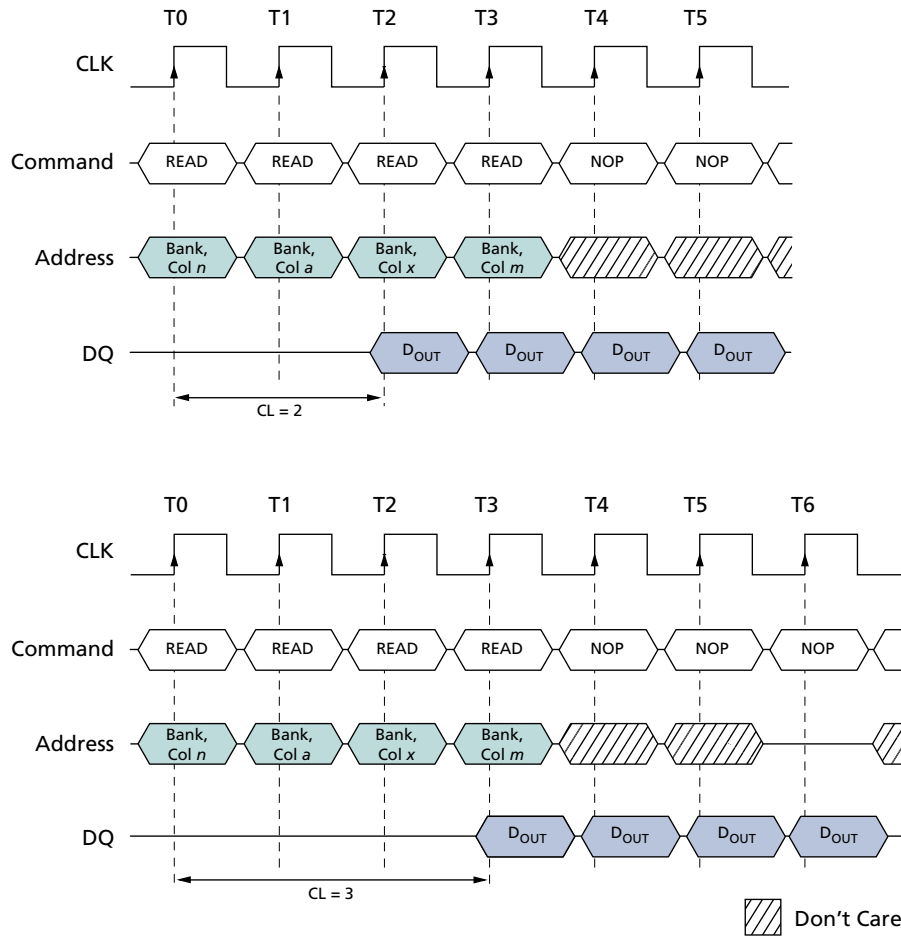 T0 T1 T2 T3 T4 T5
CLK
Command READ READ READ READ NOP NOP
Address Bank, Col n Bank, Col a Bank, Col x Bank, Col m
DQ DOUT DOUT DOUT DOUT
CL = 2
T0 T1 T2 T3 T4 T5 T6
CLK
Command READ READ READ READ NOP NOP NOP
Address Bank, Col n Bank, Col a Bank, Col x Bank, Col m
DQ DOUT DOUT DOUT DOUT
CL = 3
Don't Care